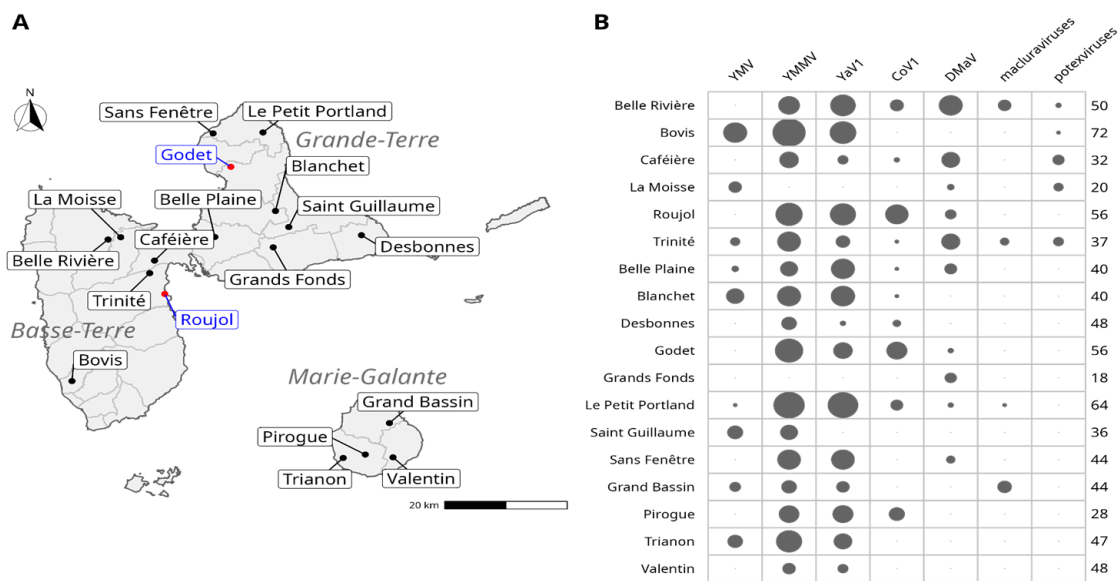 A
N
Sans Fenêtre
Le Petit Portland
Grande-Terre
Godet
Blanchet
La Moisse
Belle Plaine
Saint Guillaume
Caféière
Desbonnes
Belle Rivière
Grands Fonds
Trinité
Roujol
Basse-Terre
Bovis
Marie-Galante
Grand Bassin
Pirogue
Trianon
Valentin
20 km
B
YMV YMMV YaV1 CoV1 DMaV macluraviruses potexviruses
Belle Rivière 50
Bovis 72
Caféière 32
La Moisse 20
Roujol 56
Trinité 37
Belle Plaine 40
Blanchet 40
Desbonnes 48
Godet 56
Grands Fonds 18
Le Petit Portland 64
Saint Guillaume 36
Sans Fenêtre 44
Grand Bassin 44
Pirogue 28
Trianon 47
Valentin 48